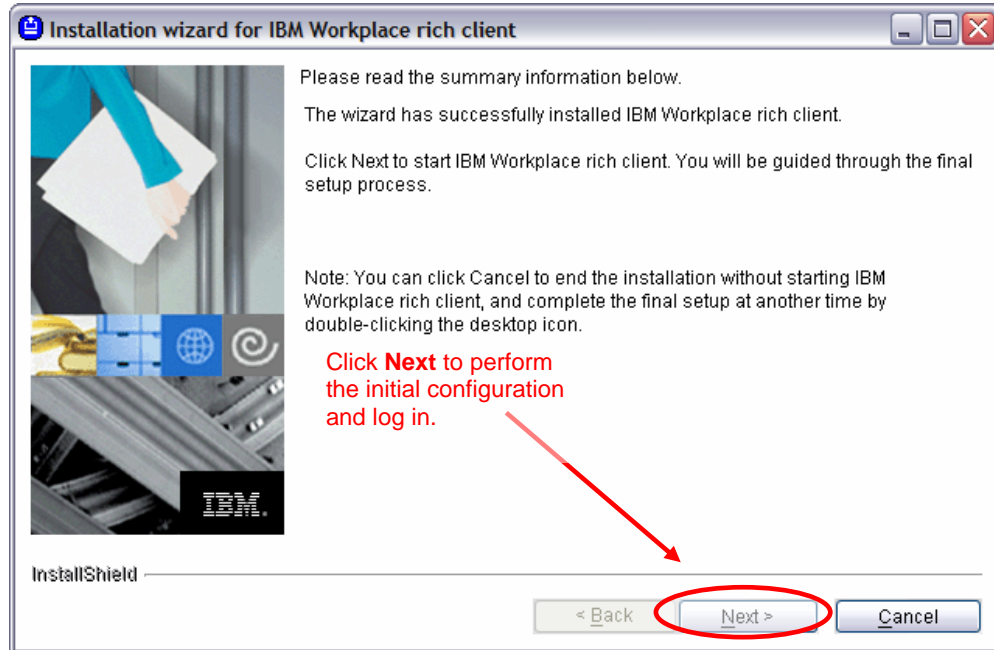 Installation wizard for IBM Workplace rich client
Please read the summary information below.
The wizard has successfully installed IBM Workplace rich client.
Click Next to start IBM Workplace rich client. You will be guided through the final
setup process.
Note: You can click Cancel to end the installation without starting IBM
Workplace rich client, and complete the final setup at another time by
double-clicking the desktop icon.
Click Next to perform
the initial configuration
and log in.
IBM.
InstallShield
< Back Next > Cancel